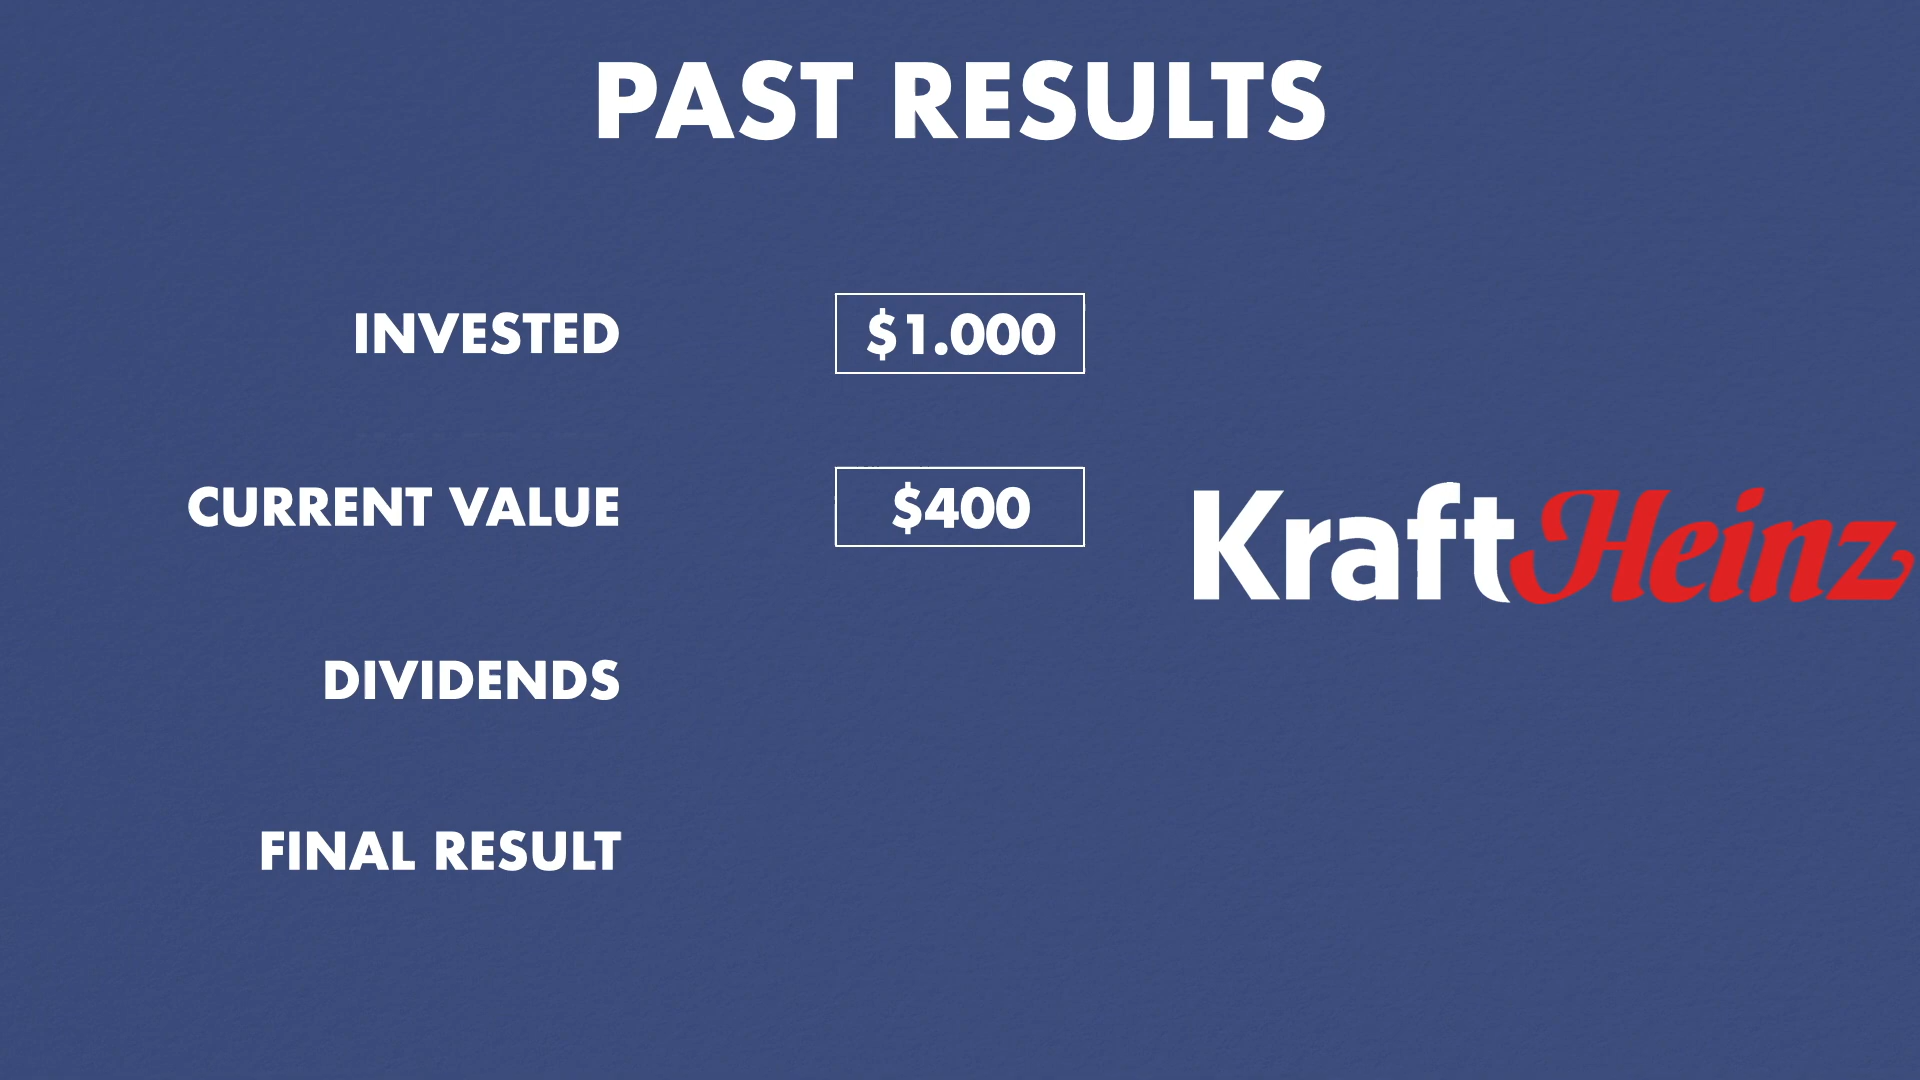 PAST RESULTS
INVESTED $1.000
CURRENT VALUE $400
KraftHeinz
DIVIDENDS
FINAL RESULT